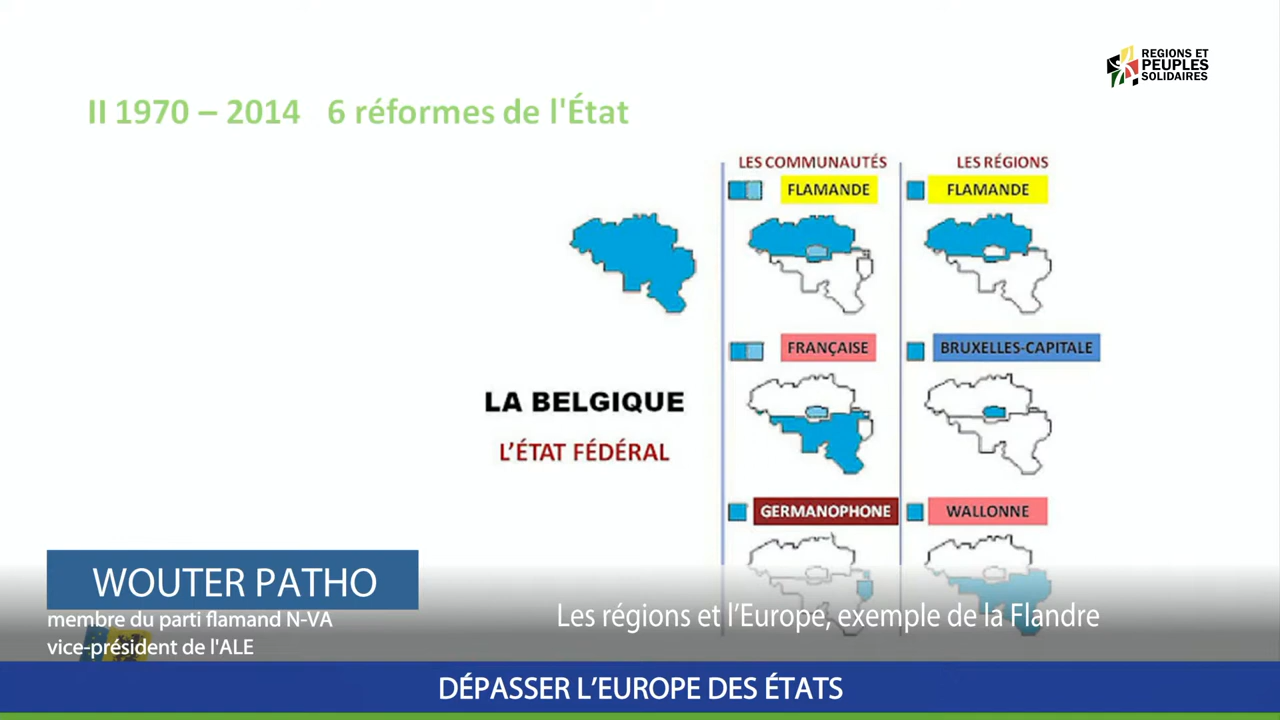 REGIONS ET
PEUPLES
SOLIDAIRES
II 1970 – 2014 6 réformes de l'État
LES COMMUNAUTÉS
LES RÉGIONS
FLAMANDE
FLAMANDE
FRANÇAISE
BRUXELLES-CAPITALE
LA BELGIQUE
L'ÉTAT FÉDÉRAL
GERMANOPHONE
WALLONNE
WOUTER PATHO
membre du parti flamand N-VA
vice-président de l'ALE
Les régions et l'Europe, exemple de la Flandre
DÉPASSER L'EUROPE DES ÉTATS